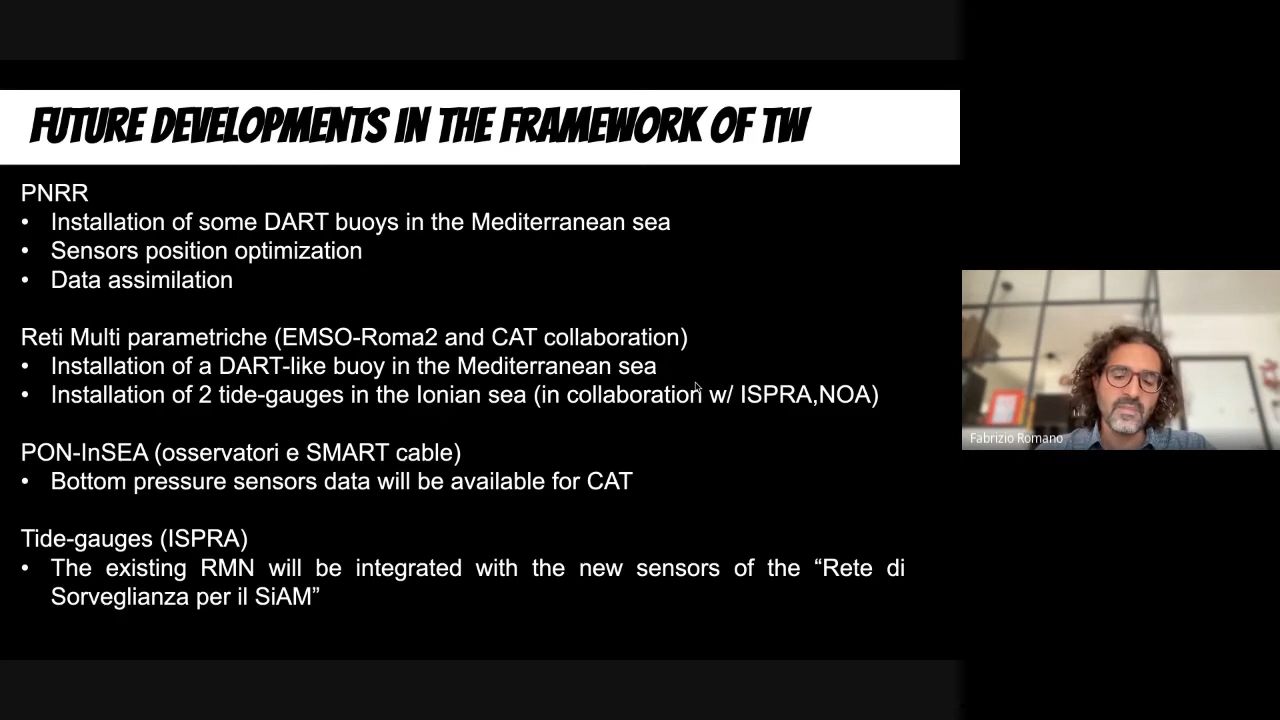 FUTURE DEVELOPMENTS IN THE FRAMEWORK OF TW
PNRR
• Installation of some DART buoys in the Mediterranean sea
• Sensors position optimization
• Data assimilation
Reti Multi parametriche (EMSO-Roma2 and CAT collaboration)
• Installation of a DART-like buoy in the Mediterranean sea
• Installation of 2 tide-gauges in the Ionian sea (in collaboration w/ ISPRA,NOA)
PON-InSEA (osservatori e SMART cable)
• Bottom pressure sensors data will be available for CAT
Tide-gauges (ISPRA)
• The existing RMN will be integrated with the new sensors of the “Rete di
Sorveglianza per il SiAM”
Fabrizio Romano